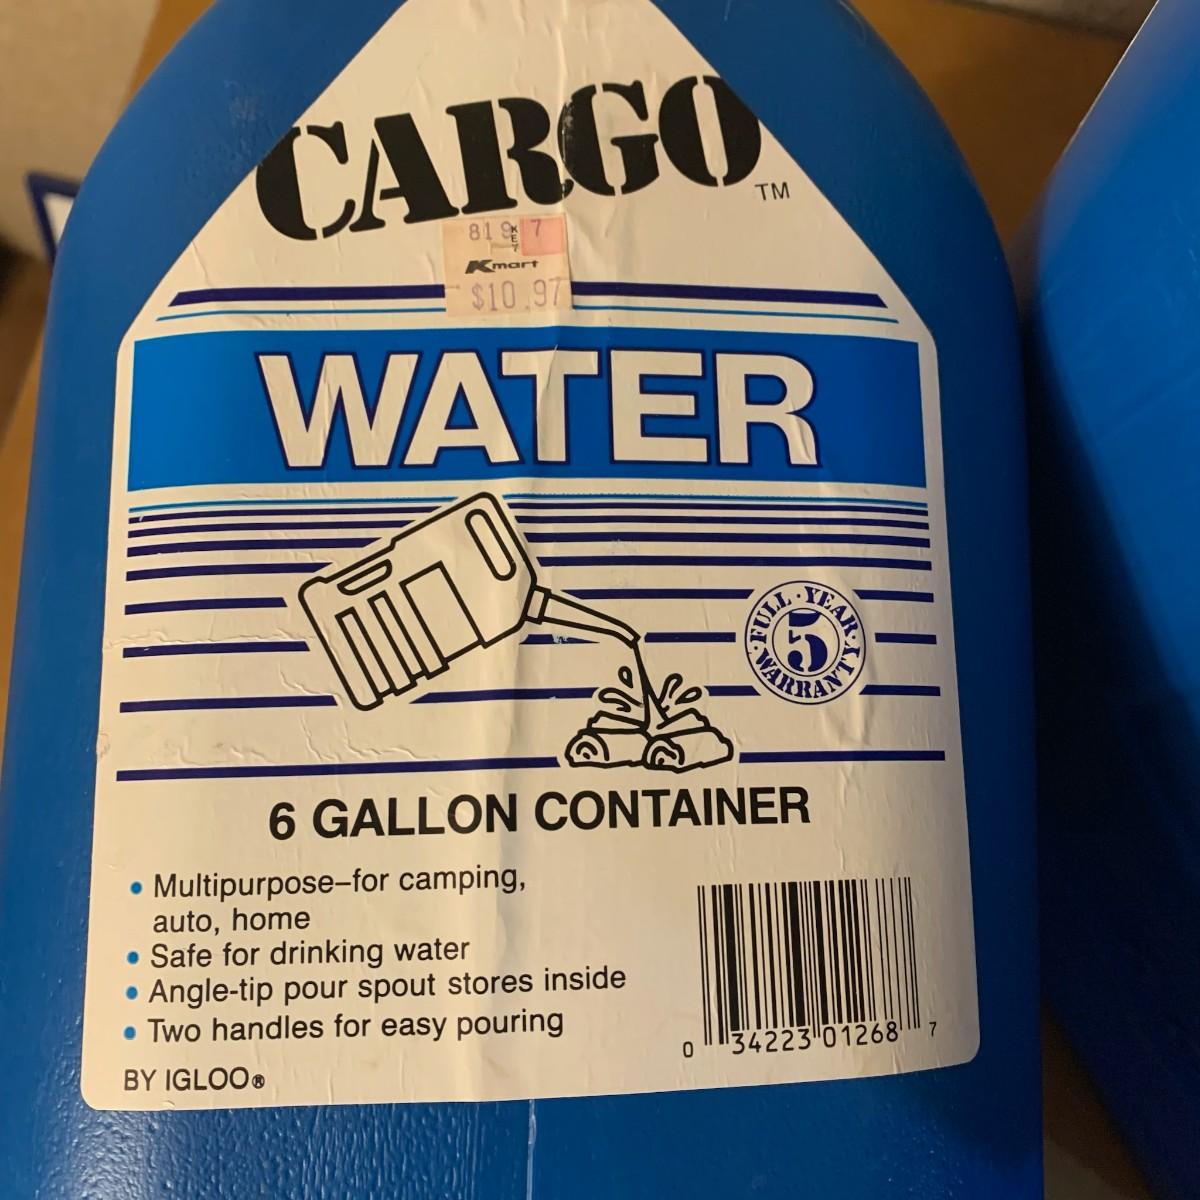 CARGO
TM
819 KEY 7
Kmart
$10.97
WATER
FULL · YEAR
5
WARRANTY
6 GALLON CONTAINER
• Multipurpose–for camping,
auto, home
• Safe for drinking water
• Angle-tip pour spout stores inside
• Two handles for easy pouring
BY IGLOO®
0 34223 01268 7